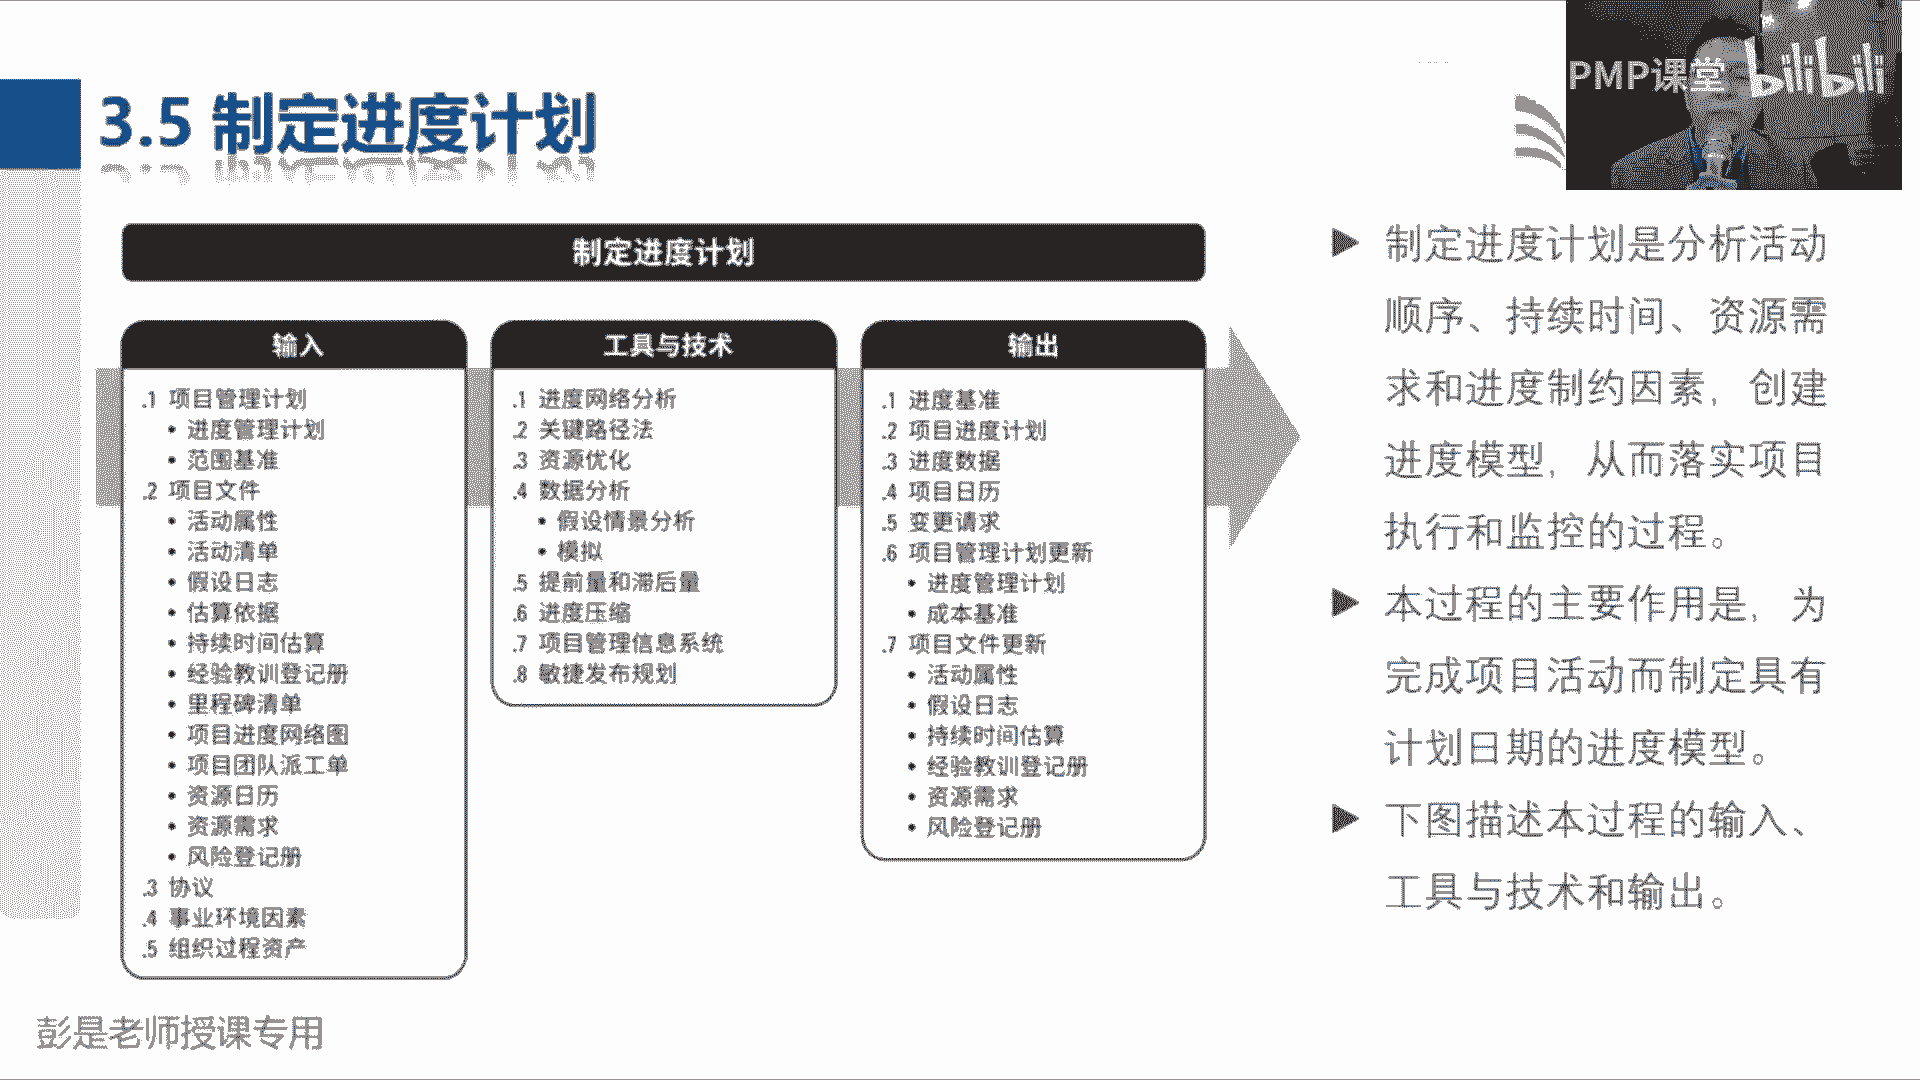 PMP课堂 bilibili
3.5 制定进度计划
制定进度计划
输入
.1 项目管理计划
• 进度管理计划
• 范围基准
.2 项目文件
• 活动属性
• 活动清单
• 假设日志
• 估算依据
• 持续时间估算
• 经验教训登记册
• 里程碑清单
• 项目进度网络图
• 项目团队派工单
• 资源日历
• 资源需求
• 风险登记册
.3 协议
.4 事业环境因素
.5 组织过程资产
工具与技术
.1 进度网络分析
.2 关键路径法
.3 资源优化
.4 数据分析
• 假设情景分析
• 模拟
.5 提前量和滞后量
.6 进度压缩
.7 项目管理信息系统
.8 敏捷发布规划
输出
.1 进度基准
.2 项目进度计划
.3 进度数据
.4 项目日历
.5 变更请求
.6 项目管理计划更新
• 进度管理计划
• 成本基准
.7 项目文件更新
• 活动属性
• 假设日志
• 持续时间估算
• 经验教训登记册
• 资源需求
• 风险登记册
▶ 制定进度计划是分析活动
顺序、持续时间、资源需
求和进度制约因素，创建
进度模型，从而落实项目
执行和监控的过程。
▶ 本过程的主要作用是，为
完成项目活动而制定具有
计划日期的进度模型。
▶ 下图描述本过程的输入、
工具与技术和输出。
彭是老师授课专用